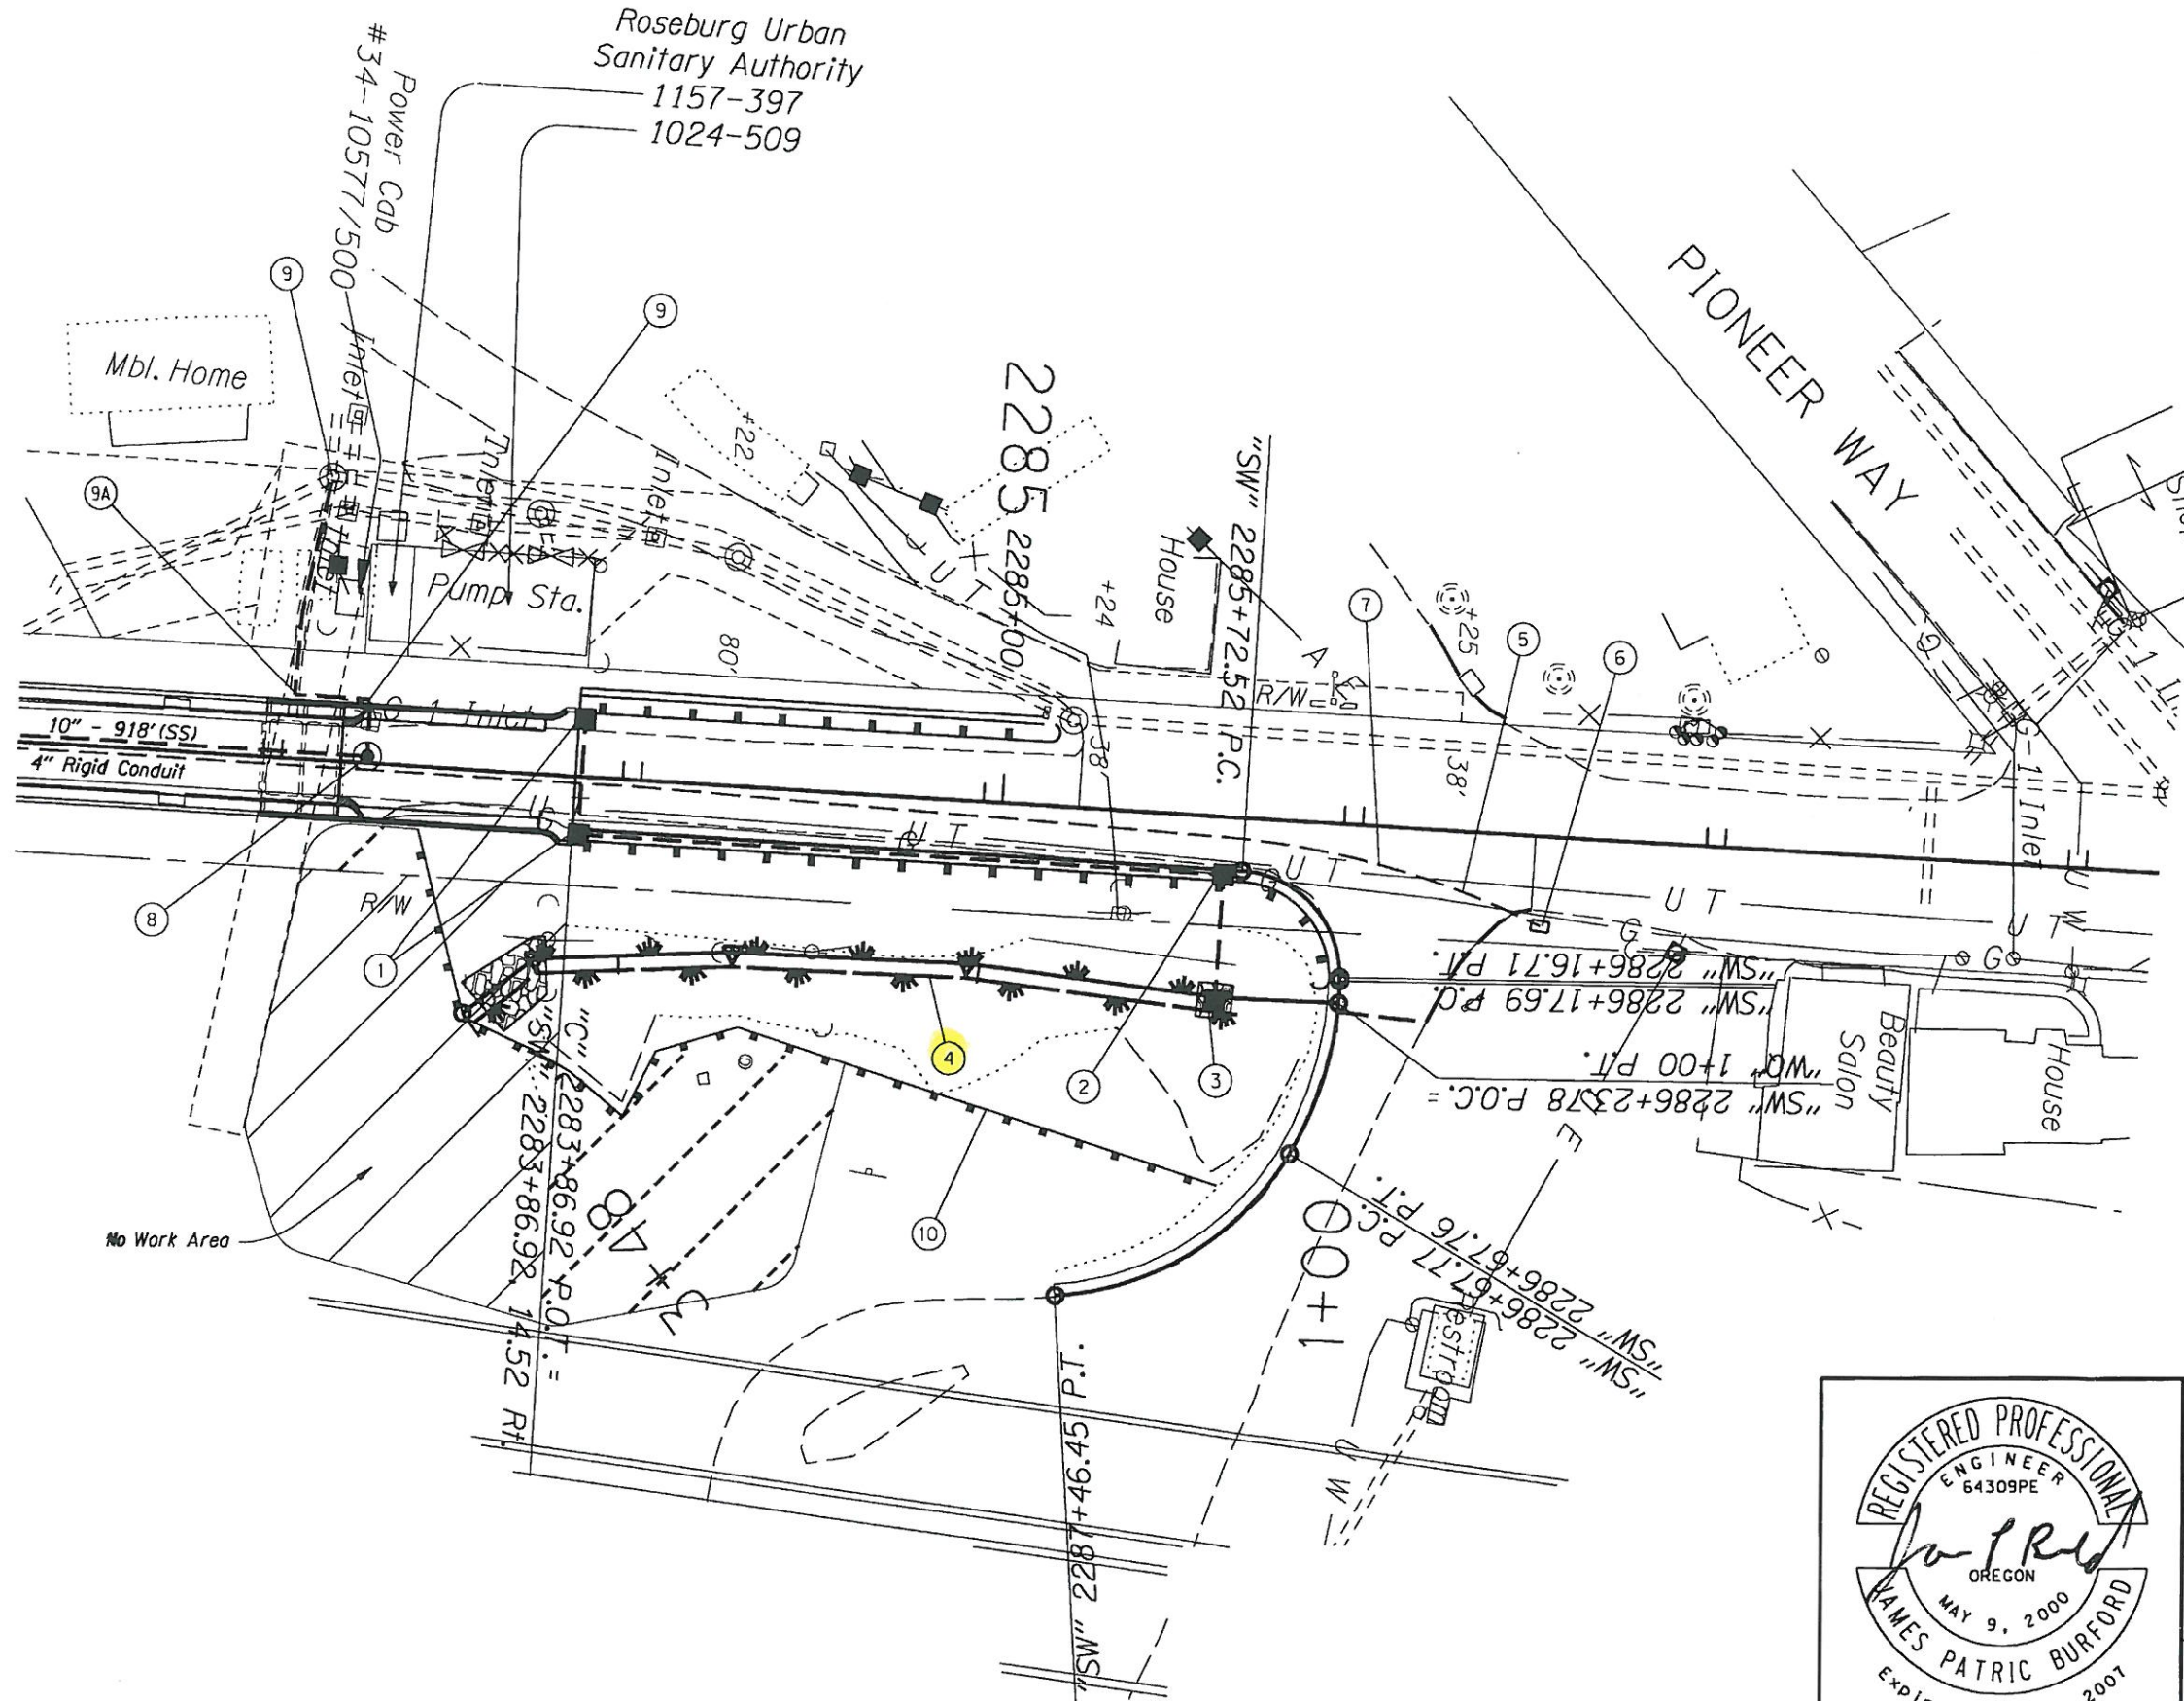 Roseburg Urban
Sanitary Authority
1157-397
1024-509
Power Cab
#34-10577/500
9
9
Mbl. Home
Inlet
Inlet
Inlet
+22
2285
2285+00
"SW" 2285+72.52 P.C.
PIONEER WAY
9A
Pump Sta.
U T
House
+24
A
7
+25
5
6
80'
R/W
G-1 Inlet
10" - 918' (SS)
4" Rigid Conduit
38'
38'
G-1 Inlet
U T
U T
U T
U T
G
G
W
8
R/W
1
4
2
3
"SW" 2286+16.71 P.T.
"SW" 2286+17.69 P.C.
"WQ" 1+00 P.T.
"SW" 2286+23.78 P.O.C. =
Beauty
Salon
House
"C" 2283+86.92 P.O.T. =
"SW" 2283+86.92, 14.52 Rt.
E
No Work Area
10
1+00
"SW" 2286+67.77 P.C.
"SW" 2286+67.76 P.T.
Restroom
X
W
"SW" 2287+46.45 P.T.
REGISTERED PROFESSIONAL
ENGINEER
64309PE
OREGON
MAY 9, 2000
JAMES PATRIC BURFORD
2007